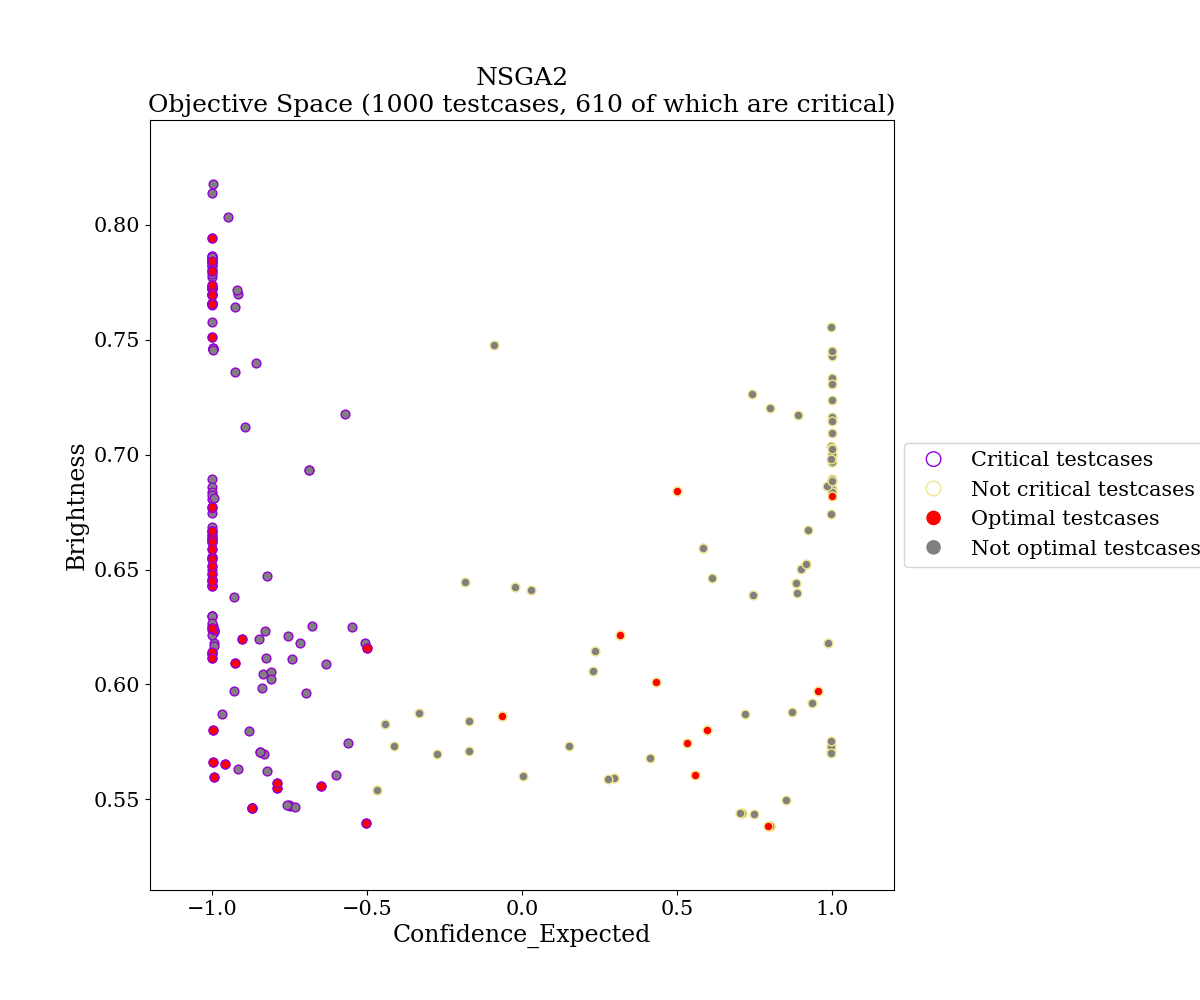 NSGA2
Objective Space (1000 testcases, 610 of which are critical)
0.80
0.75
0.70
0.65
0.60
0.55
Brightness
−1.0
−0.5
0.0
0.5
1.0
Confidence_Expected
Critical testcases
Not critical testcases
Optimal testcases
Not optimal testcases